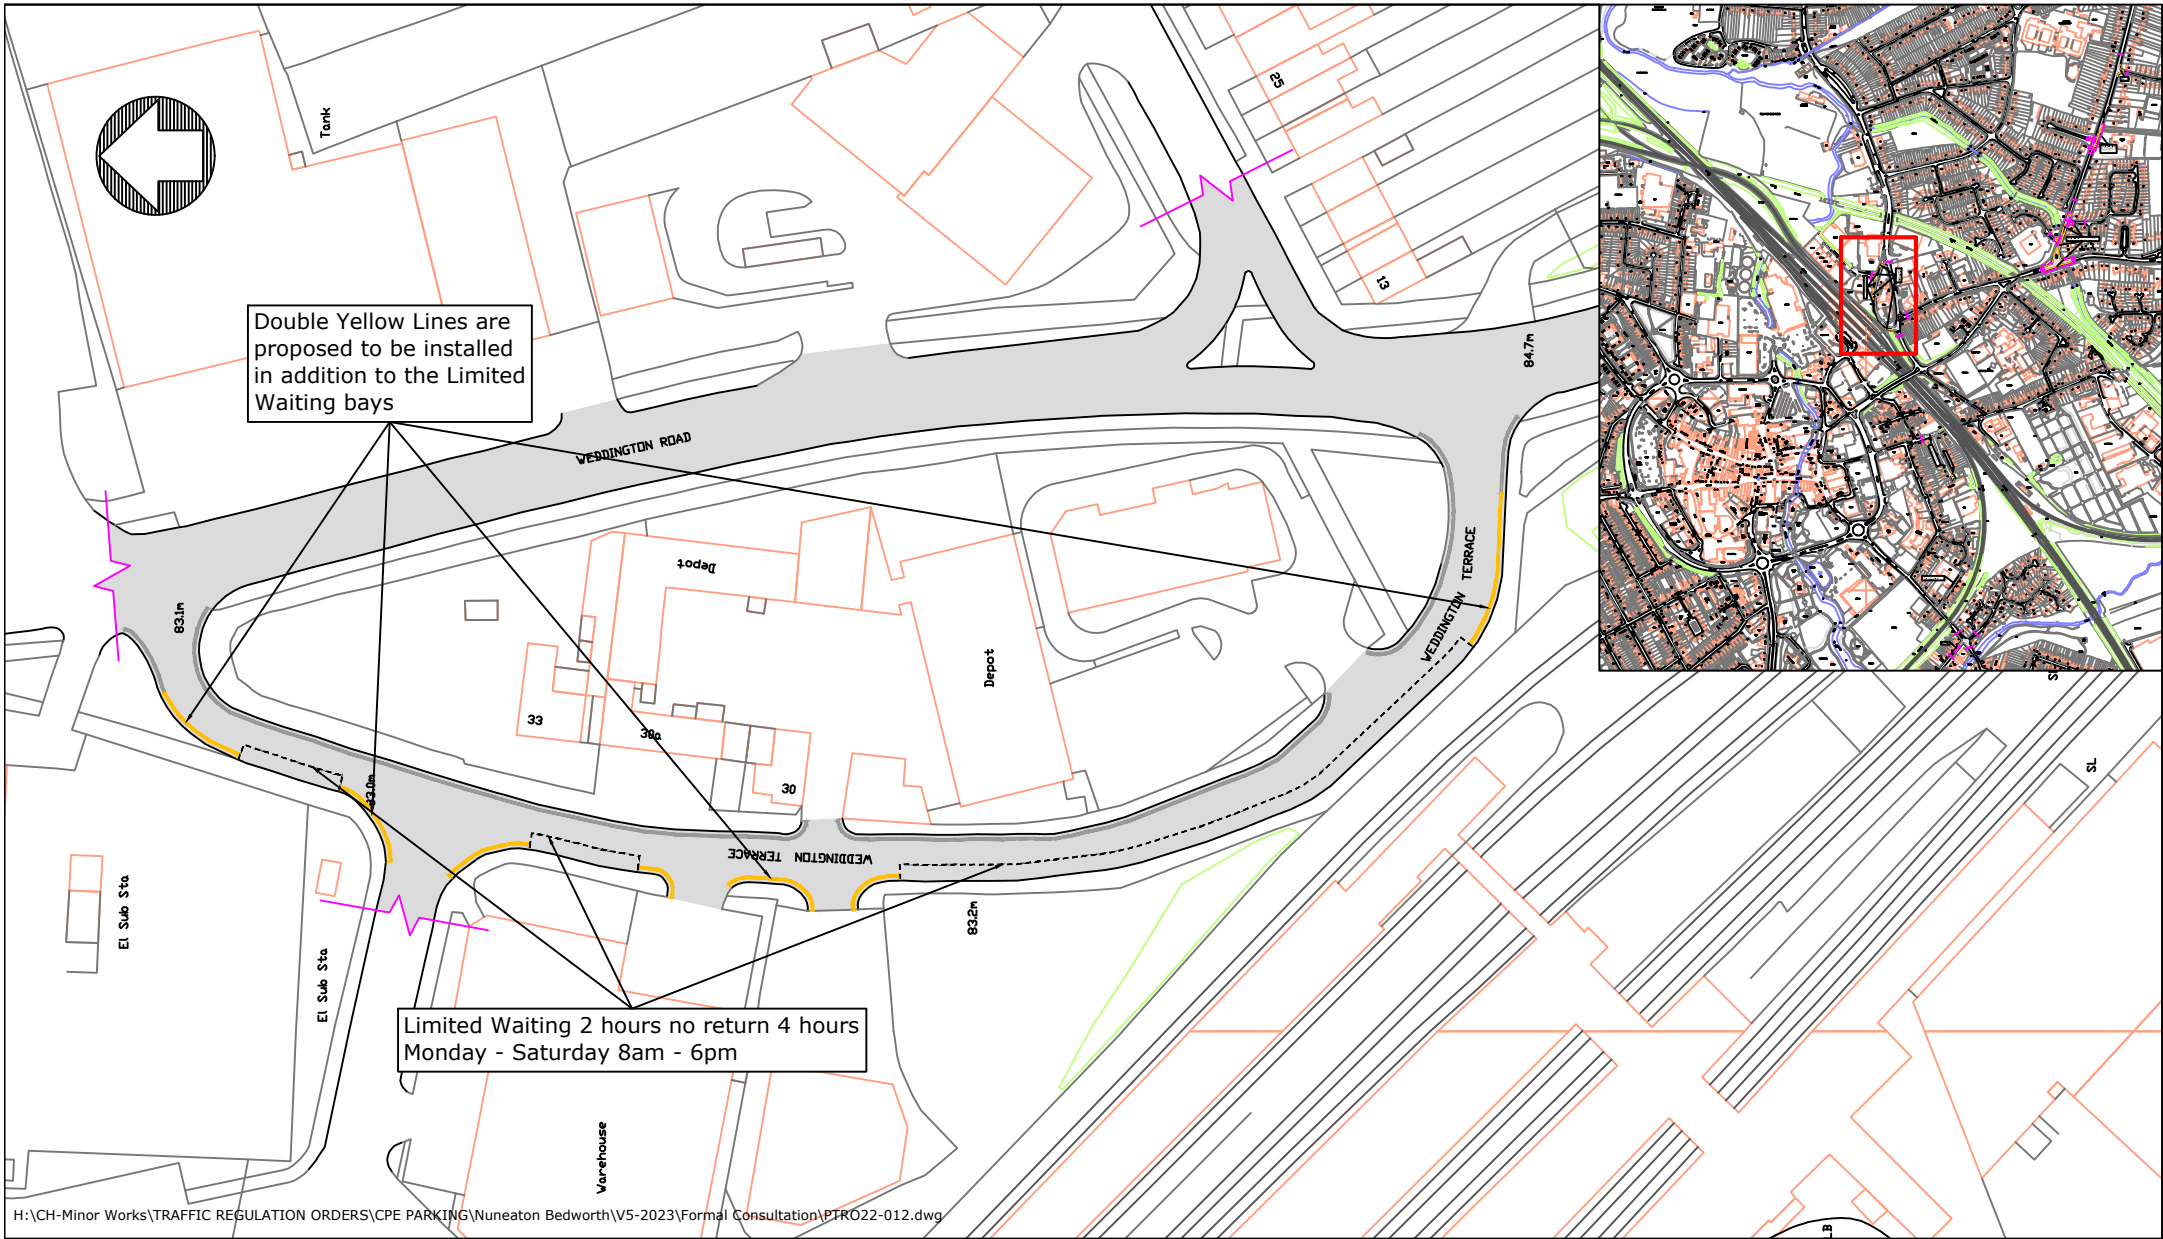 Tank
25
13
Double Yellow Lines are
proposed to be installed
in addition to the Limited
Waiting bays
84.7m
WEDDINGTON ROAD
Depot
83.1m
WEDDINGTON TERRACE
Depot
33
30a
30
33.0m
WEDDINGTON TERRACE
83.2m
El Sub Sta
El Sub Sta
SL
Limited Waiting 2 hours no return 4 hours
Monday - Saturday 8am - 6pm
Warehouse
H:\CH-Minor Works\TRAFFIC REGULATION ORDERS\CPE PARKING\Nuneaton Bedworth\V5-2023\Formal Consultation\PTRO22-012.dwg